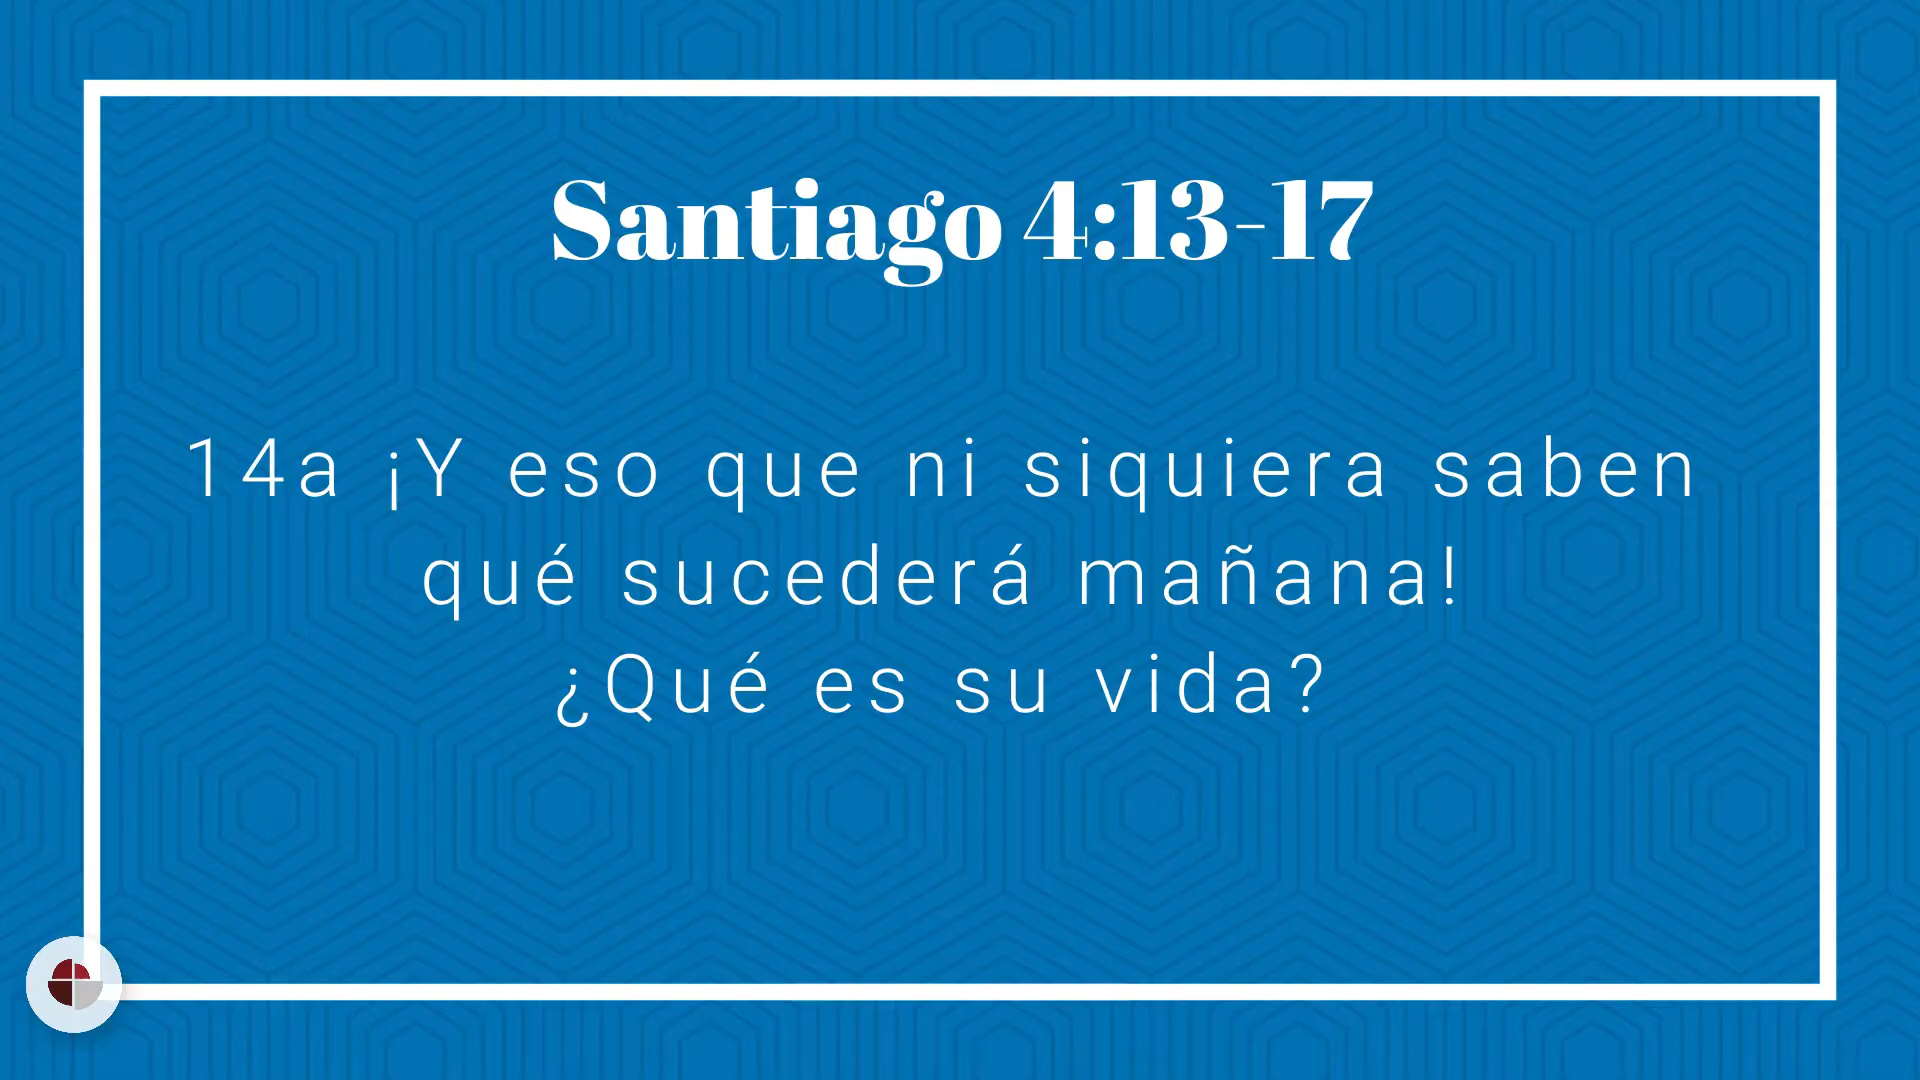 Santiago 4:13-17
14a ¡Y eso que ni siquiera saben
qué sucederá mañana!
¿Qué es su vida?